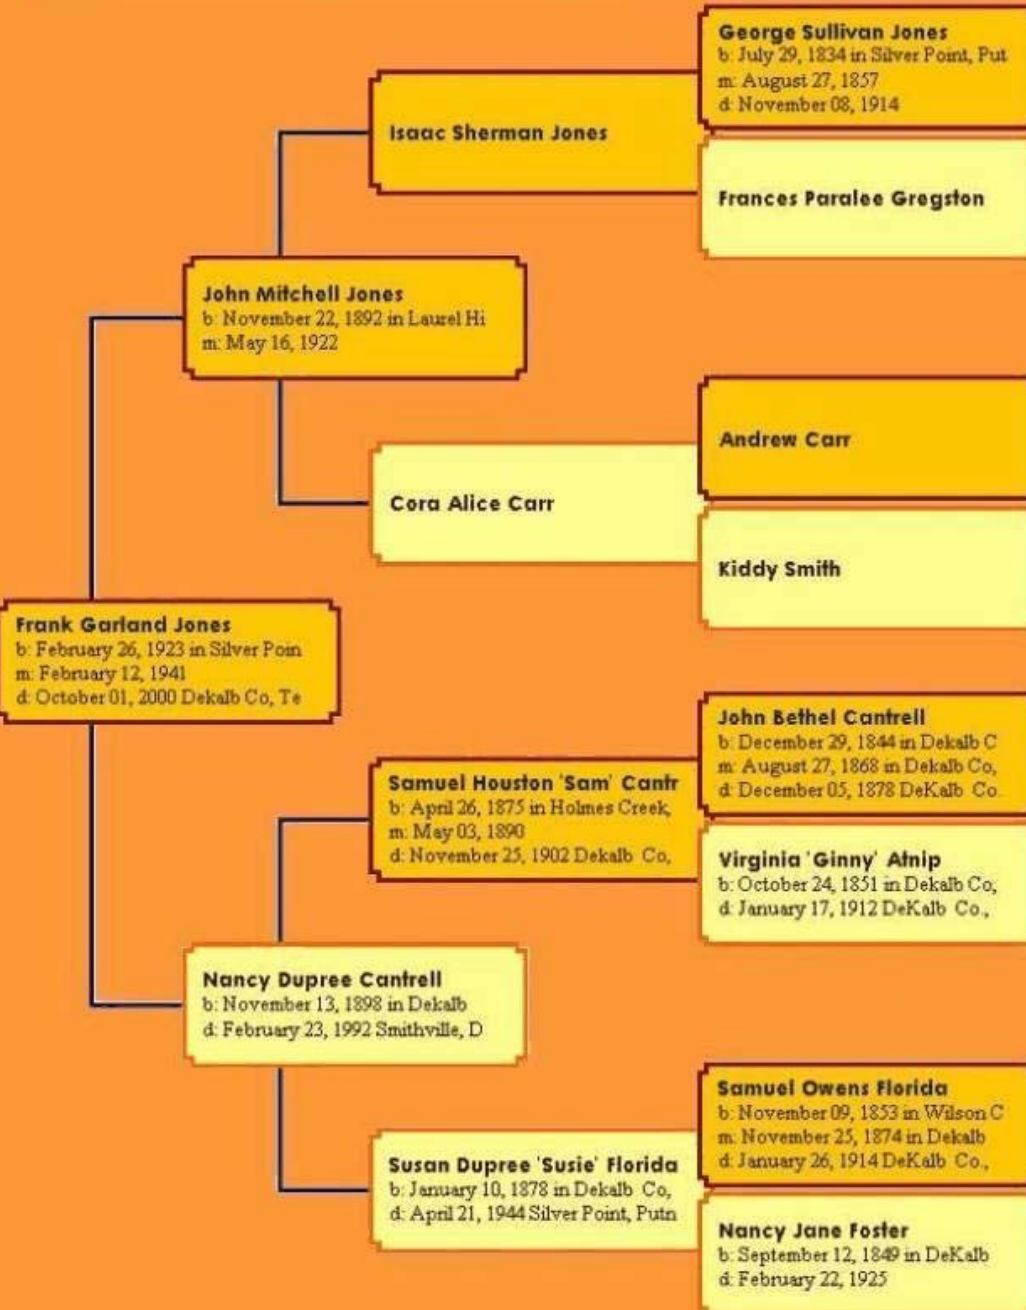 George Sullivan Jones
b: July 29, 1834 in Silver Point, Put
m: August 27, 1857
d: November 08, 1914
Isaac Sherman Jones
Frances Paralee Gregston
John Mitchell Jones
b: November 22, 1892 in Laurel Hi
m: May 16, 1922
Andrew Carr
Cora Alice Carr
Kiddy Smith
Frank Garland Jones
b: February 26, 1923 in Silver Poin
m: February 12, 1941
d: October 01, 2000 Dekalb Co, Te
John Bethel Cantrell
b: December 29, 1844 in Dekalb C
m: August 27, 1868 in Dekalb Co,
d: December 05, 1878 DeKalb Co.
Samuel Houston 'Sam' Cantr
b: April 26, 1875 in Holmes Creek,
m: May 03, 1890
d: November 25, 1902 Dekalb Co,
Virginia 'Ginny' Atnip
b: October 24, 1851 in Dekalb Co,
d: January 17, 1912 DeKalb Co.,
Nancy Dupree Cantrell
b: November 13, 1898 in Dekalb
d: February 23, 1992 Smithville, D
Samuel Owens Florida
b: November 09, 1853 in Wilson C
m: November 25, 1874 in Dekalb
d: January 26, 1914 DeKalb Co.,
Susan Dupree 'Susie' Florida
b: January 10, 1878 in Dekalb Co,
d: April 21, 1944 Silver Point, Putn
Nancy Jane Foster
b: September 12, 1849 in DeKalb
d: February 22, 1925